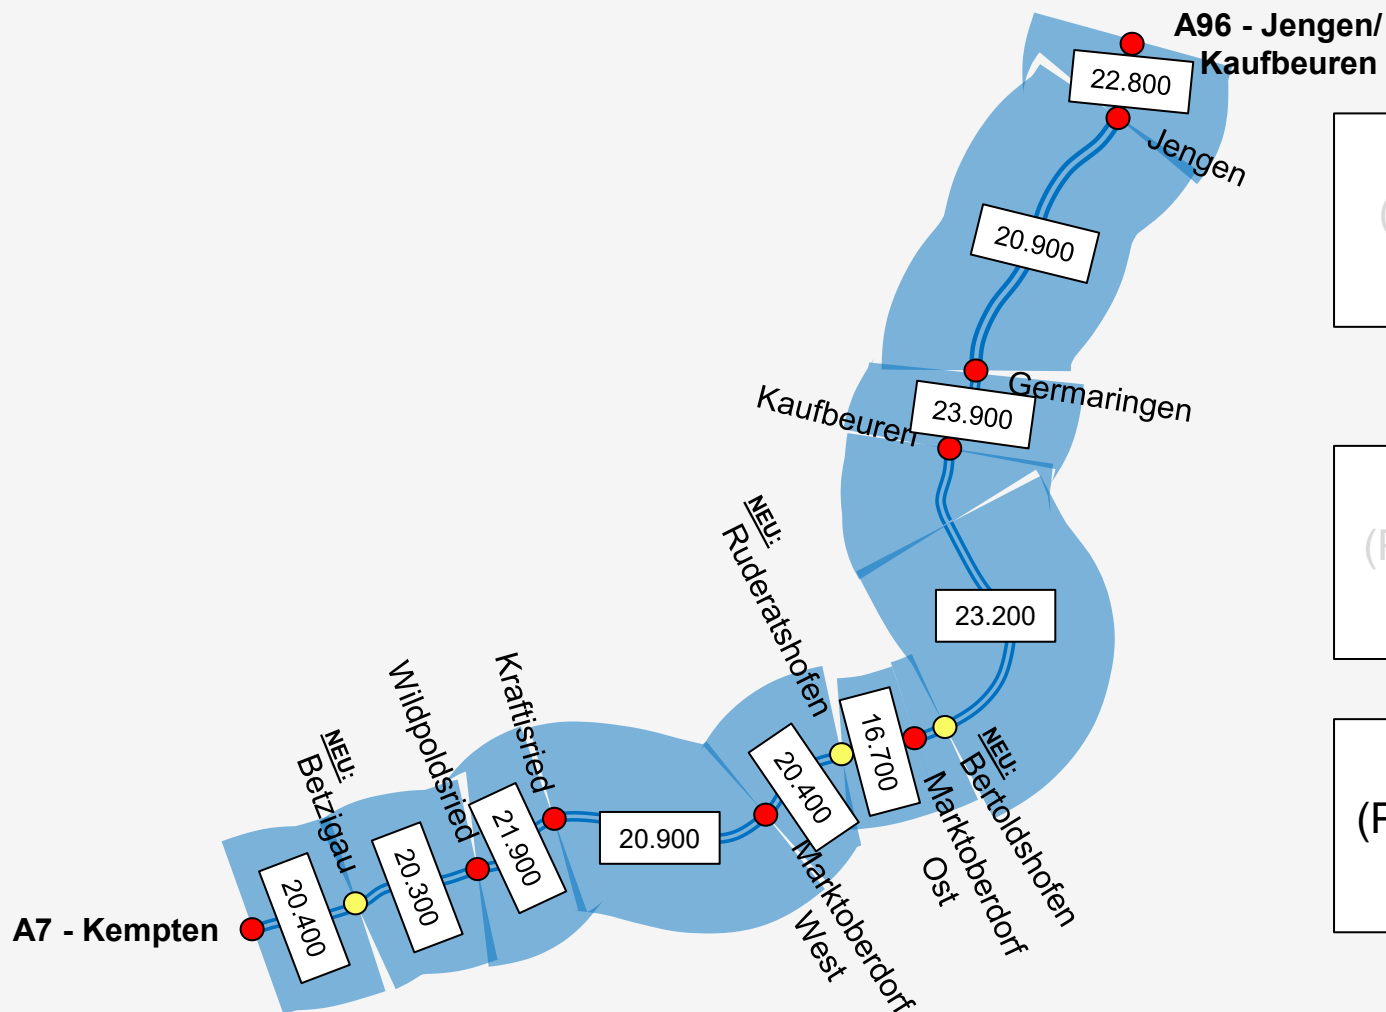 A96 - Jengen/
Kaufbeuren
22.800
Jengen
20.900
Germaringen
Kaufbeuren
23.900
NEU:
Ruderatshofen
23.200
Kraftisried
Wildpoldsried
NEU:
Betzigau
16.700
20.400
NEU:
Bertoldshofen
Marktoberdorf
Ost
21.900
20.900
Marktoberdorf
West
20.300
20.400
A7 - Kempten
(
(F
(F